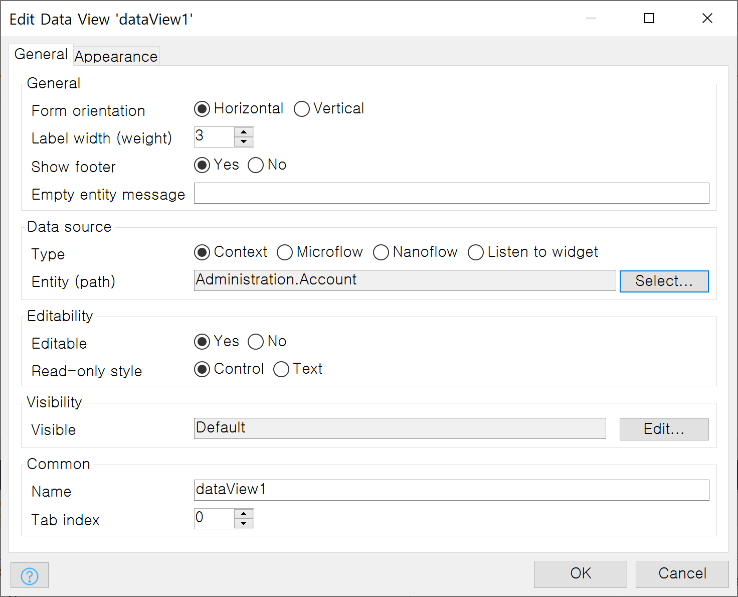 Edit Data View 'dataView1'
General Appearance
General
Form orientation Horizontal Vertical
Label width (weight) 3
Show footer Yes No
Empty entity message
Data source
Type Context Microflow Nanoflow Listen to widget
Entity (path) Administration.Account Select...
Editability
Editable Yes No
Read-only style Control Text
Visibility
Visible Default Edit...
Common
Name dataView1
Tab index 0
? OK Cancel